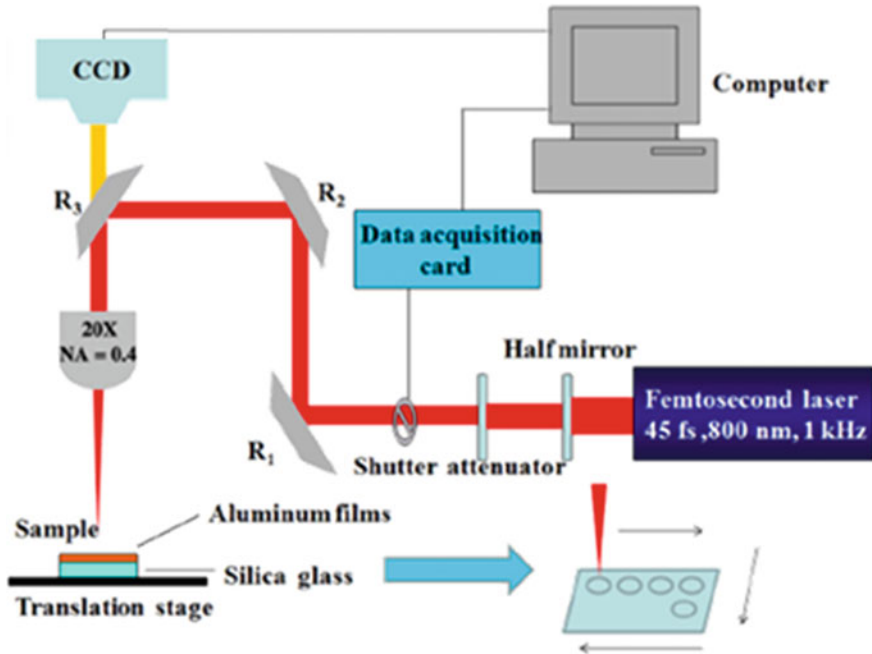 CCD
Computer
R3
R2
Data acquisition
card
20X
NA = 0.4
Half mirror
Femtosecond laser
45 fs ,800 nm, 1 kHz
R1
Shutter attenuator
Sample
Aluminum films
Silica glass
Translation stage